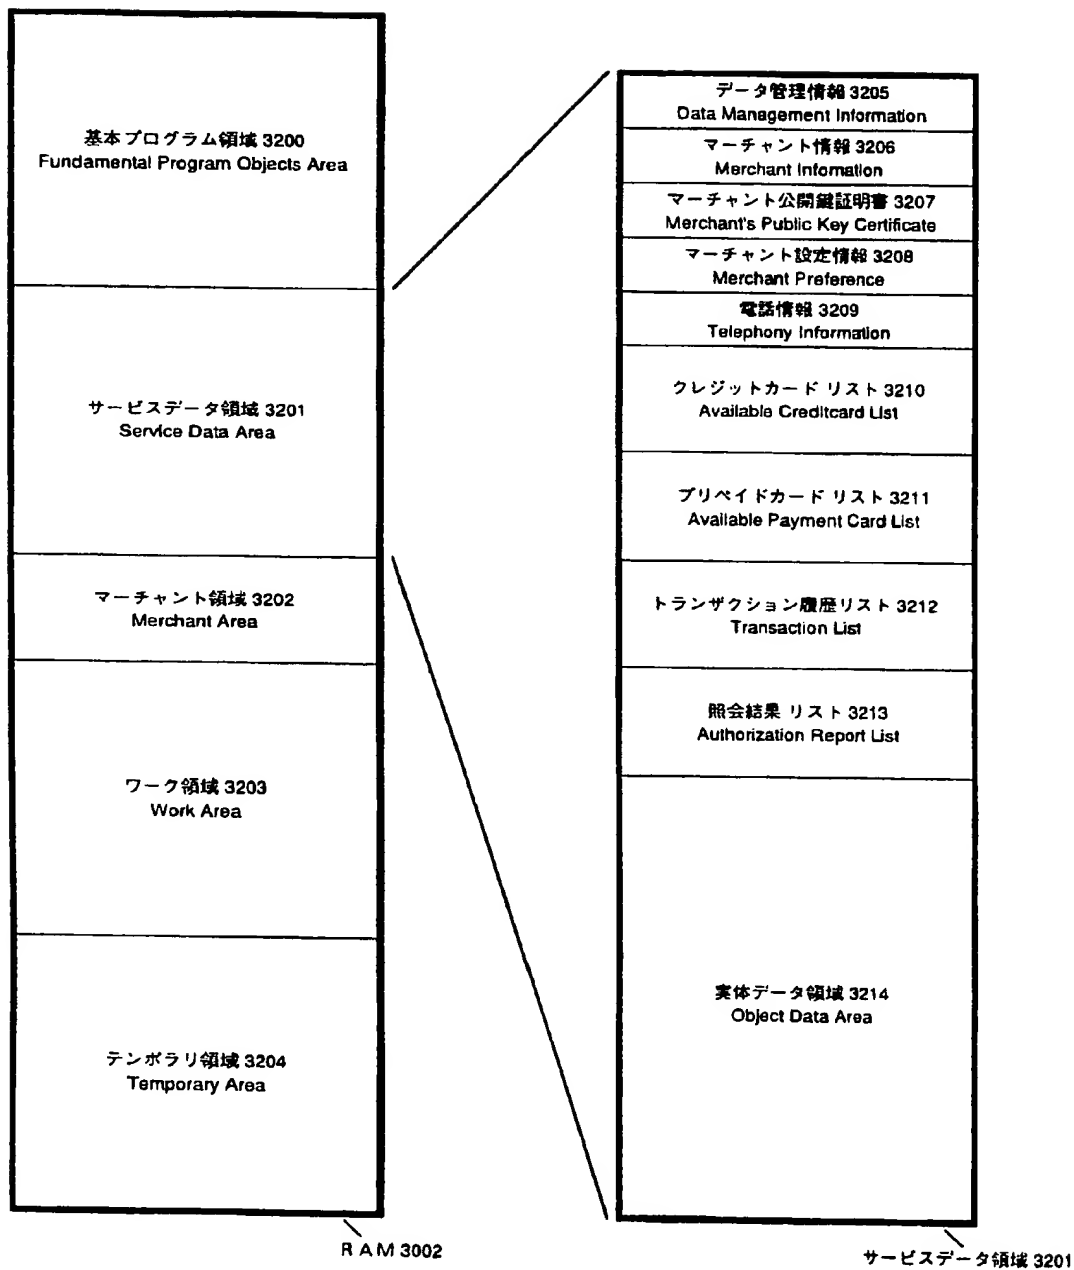 基本プログラム領域 3200
Fundamental Program Objects Area
サービスデータ領域 3201
Service Data Area
マーチャント領域 3202
Merchant Area
ワーク領域 3203
Work Area
テンポラリ領域 3204
Temporary Area
RAM 3002
データ管理情報 3205
Data Management Information
マーチャント情報 3206
Merchant Infomation
マーチャント公開鍵証明書 3207
Merchant's Public Key Certificate
マーチャント設定情報 3208
Merchant Preference
電話情報 3209
Telephony Information
クレジットカード リスト 3210
Available Creditcard List
プリペイドカード リスト 3211
Available Payment Card List
トランザクション履歴リスト 3212
Transaction List
照会結果 リスト 3213
Authorization Report List
実体データ領域 3214
Object Data Area
サービスデータ領域 3201